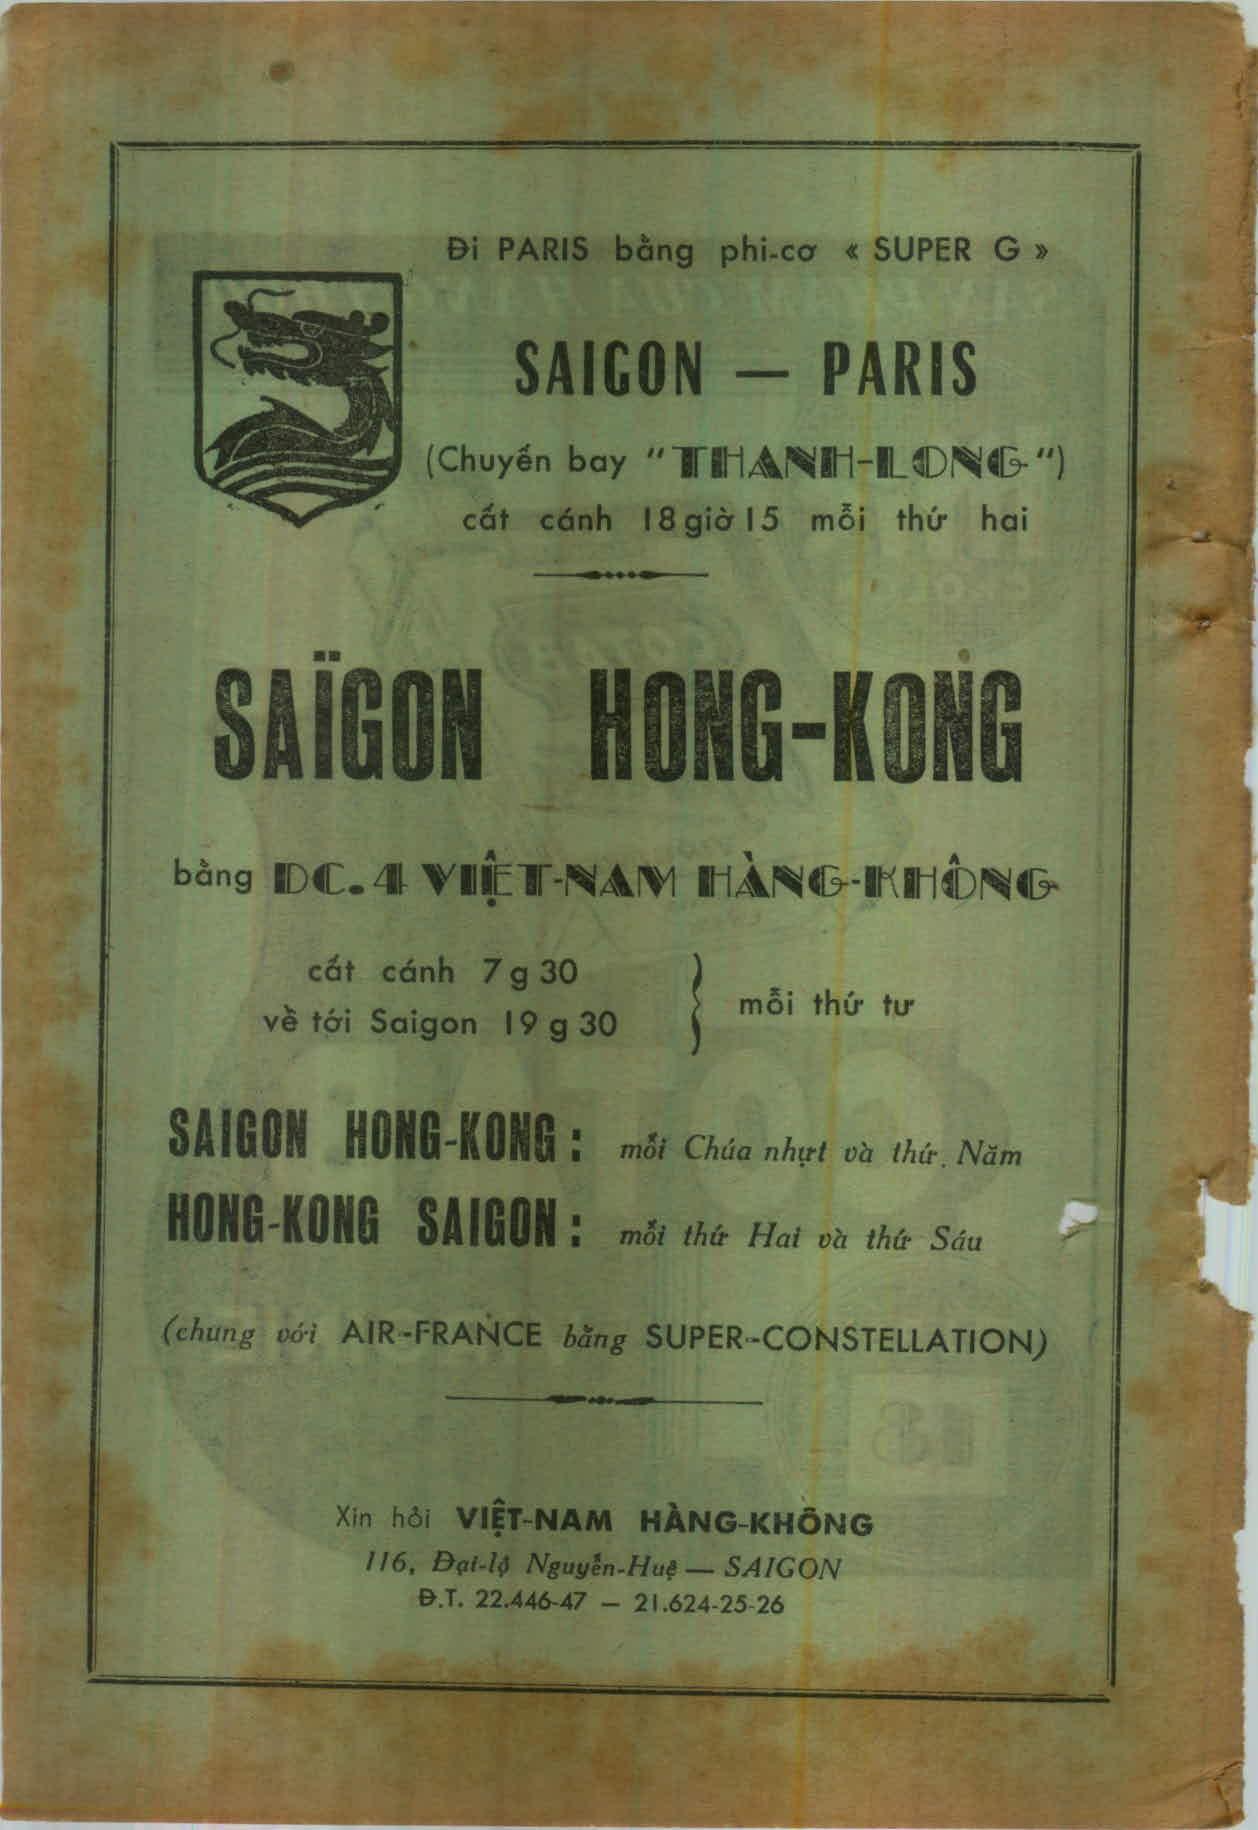 Đi PARIS bằng phi-cơ « SUPER G »
SAIGON — PARIS
(Chuyến bay "THANH-LONG")
cất cánh 18 giờ 15 mỗi thứ hai
SAÏGON HONG-KONG
bằng DC.4 VIỆT-NAM HÀNG-KHÔNG
cất cánh 7 g 30
về tới Saigon 19 g 30
mỗi thứ tư
SAIGON HONG-KONG : mỗi Chúa nhựt và thứ Năm
HONG-KONG SAIGON : mỗi thứ Hai và thứ Sáu
(chung với AIR-FRANCE bằng SUPER-CONSTELLATION)
Xin hỏi VIỆT-NAM HÀNG-KHÔNG
116, Đại-lộ Nguyễn-Huệ — SAIGON
Đ.T. 22.446-47 — 21.624-25-26